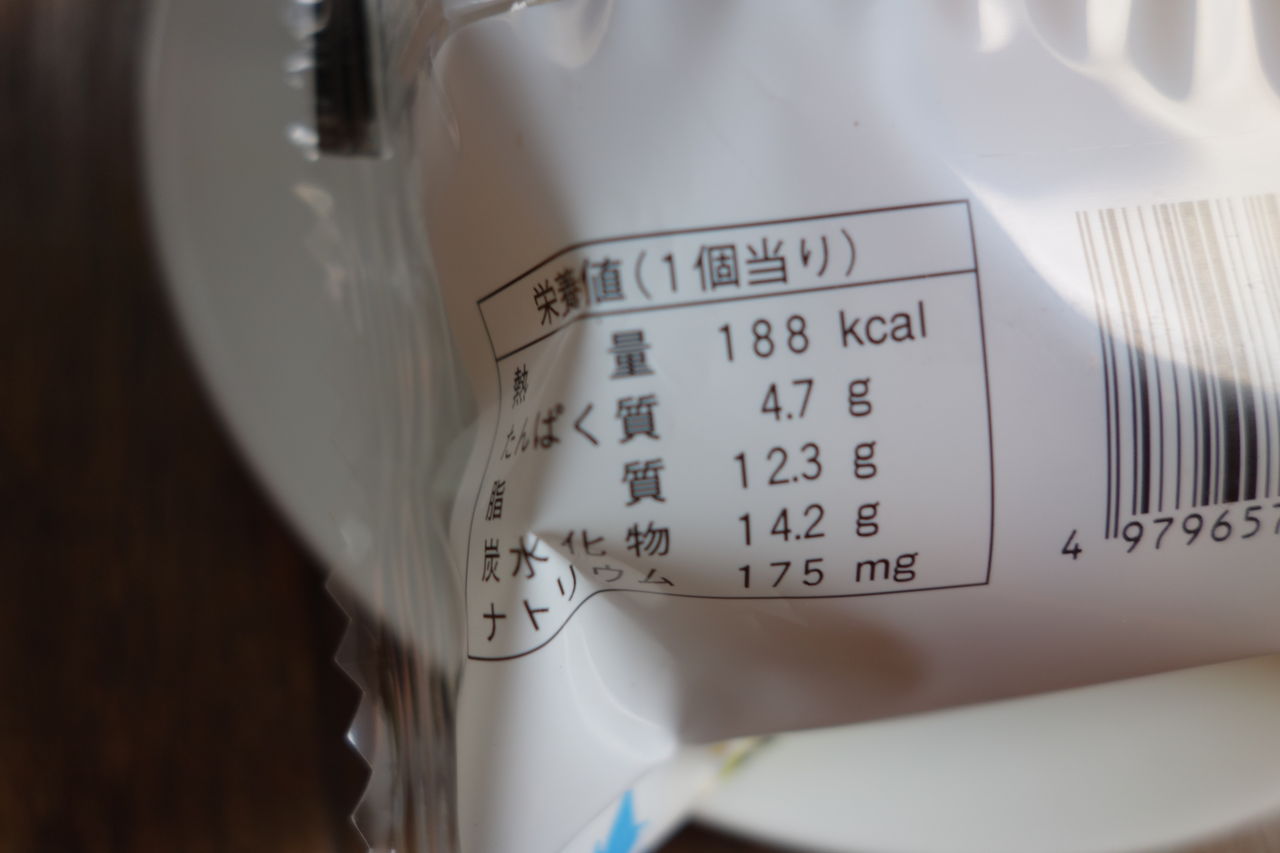 栄養値(1個当り)
熱量 188 kcal
たんぱく質 4.7 g
脂質 12.3 g
炭水化物 14.2 g
ナトリウム 175 mg
4 979657